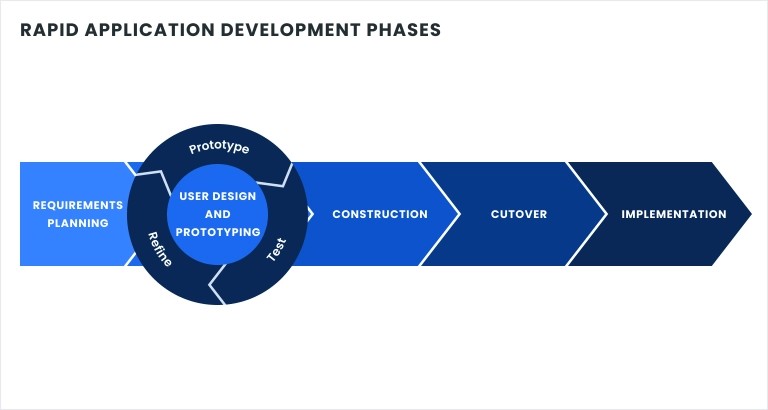 RAPID APPLICATION DEVELOPMENT PHASES
REQUIREMENTS
PLANNING
Prototype
USER DESIGN
AND
PROTOTYPING
Refine
Test
CONSTRUCTION
CUTOVER
IMPLEMENTATION